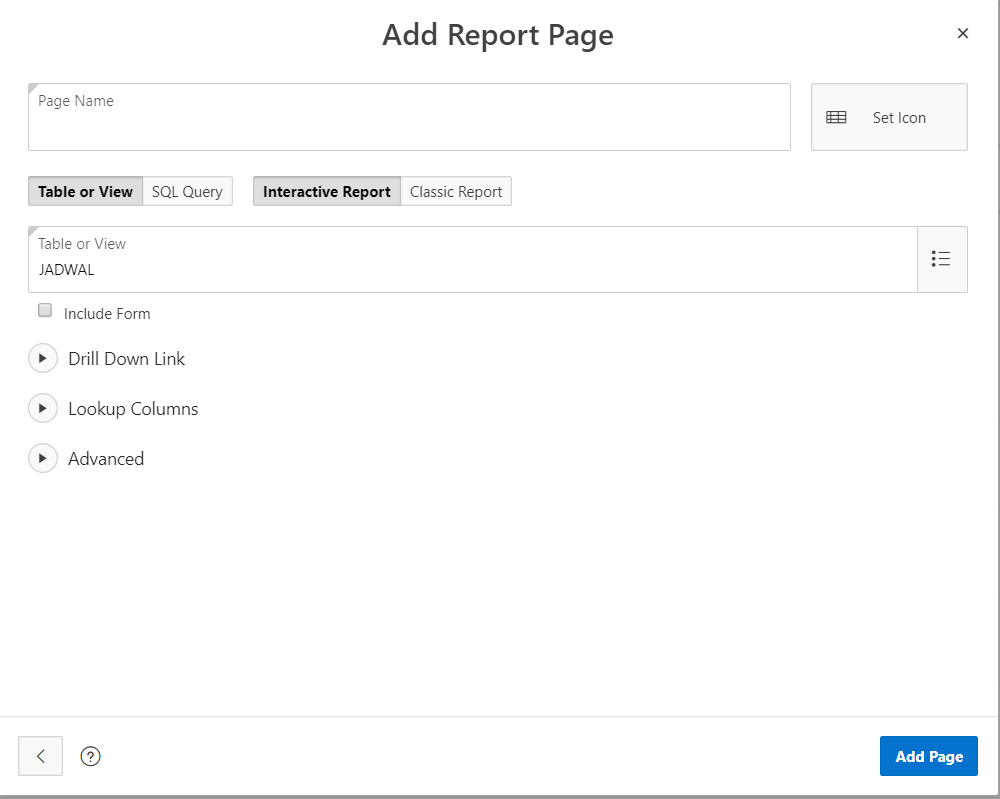 Add Report Page
Page Name
Set Icon
Table or View SQL Query Interactive Report Classic Report
Table or View
JADWAL
Include Form
Drill Down Link
Lookup Columns
Advanced
Add Page